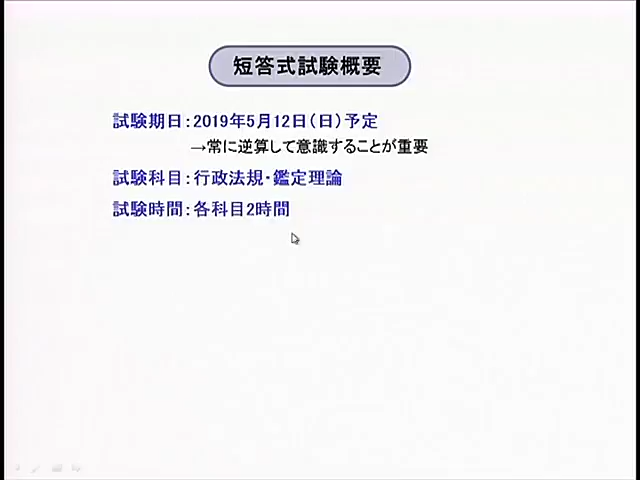 短答式試験概要
試験期日：2019年5月12日（日）予定
→常に逆算して意識することが重要
試験科目：行政法規・鑑定理論
試験時間：各科目2時間